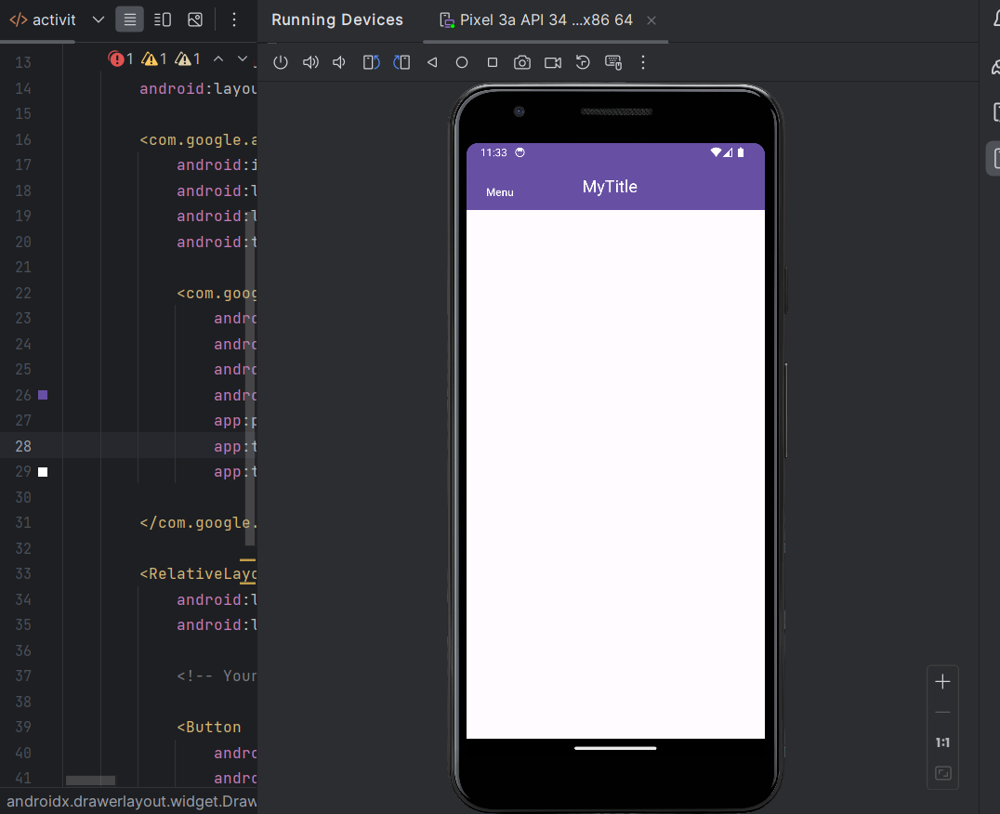 </> activit
Running Devices
Pixel 3a API 34 ...x86 64
1 1 1
13
14 android:layou
15
16 <com.google.a
17 android:i
18 android:l
19 android:l
20 android:t
21
22 <com.goog
23 andro
24 andro
25 andro
26 andro
27 app:p
28 app:t
29 app:t
30
31 </com.google.
32
33 <RelativeLayo
34 android:l
35 android:l
36
37 <!-- Your
38
39 <Button
40 andro
41 andro
androidx.drawerlayout.widget.Draw
11:33
Menu
MyTitle
1:1